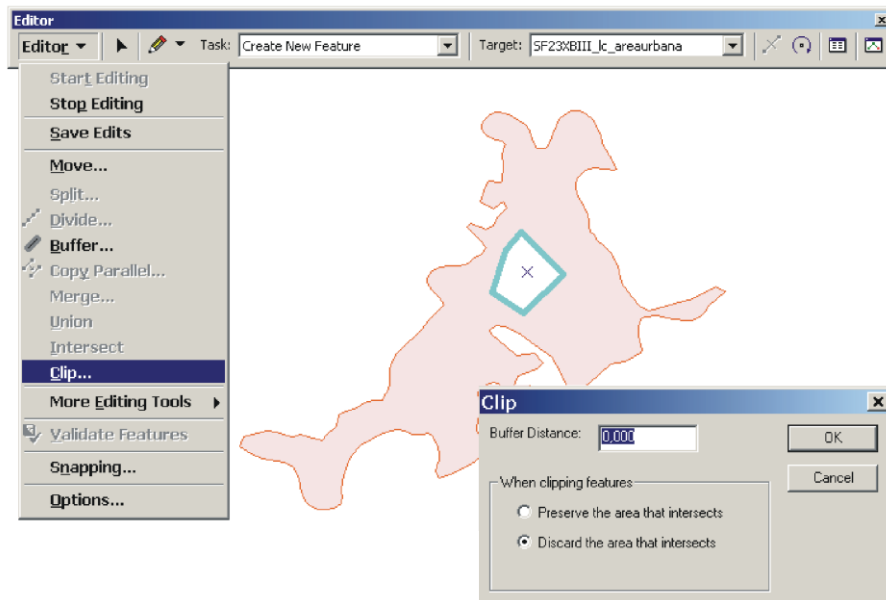 Editor
Editor Task: Create New Feature Target: SF23XBIII_lc_areaurbana
Start Editing
Stop Editing
Save Edits
Move...
Split...
Divide...
Buffer...
Copy Parallel...
Merge...
Union
Intersect
Clip...
More Editing Tools
Validate Features
Snapping...
Options...
Clip
Buffer Distance: 0,000 OK
Cancel
When clipping features
Preserve the area that intersects
Discard the area that intersects